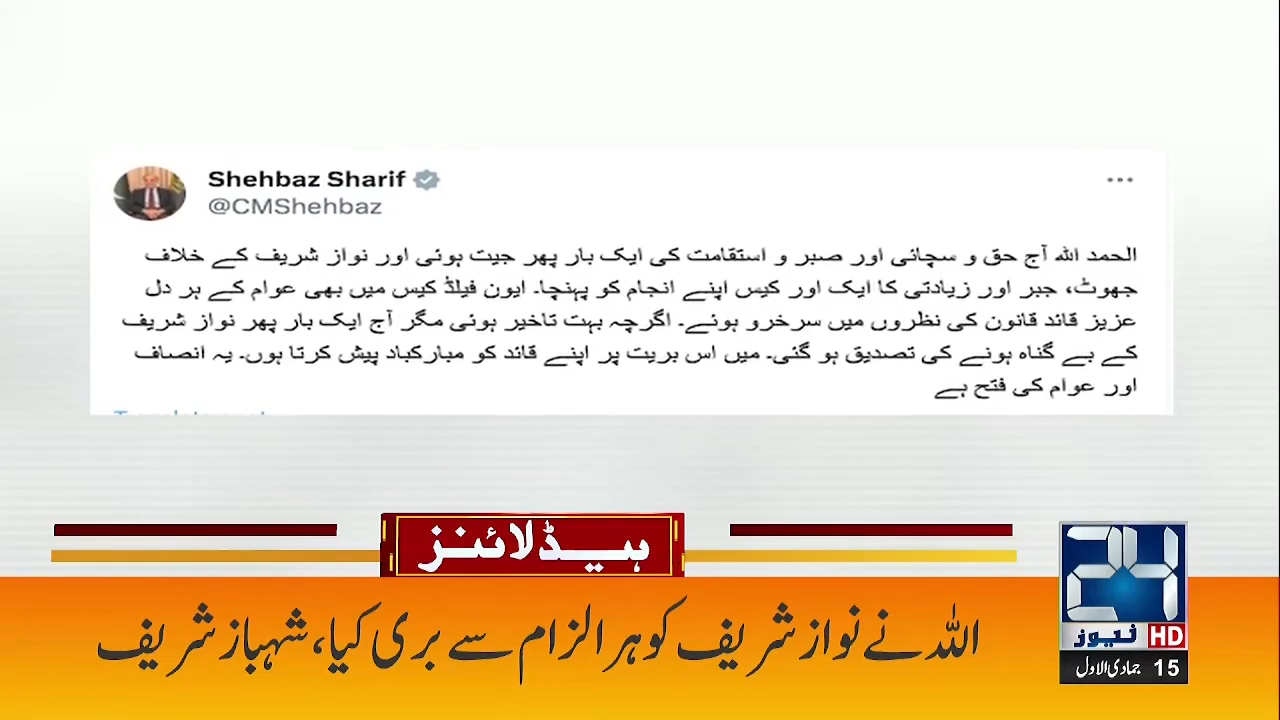 Shehbaz Sharif
@CMShehbaz
الحمد اللہ آج حق و سچائی اور صبر و استقامت کی ایک بار پھر جیت ہوئی اور نواز شریف کے خلاف
جھوٹ، جبر اور زیادتی کا ایک اور کیس اپنے انجام کو پہنچا۔ ایون فیلڈ کیس میں بھی عوام کے ہر دل
عزیز قائد قانون کی نظروں میں سرخرو ہوئے۔ اگرچہ بہت تاخیر ہوئی مگر آج ایک بار پھر نواز شریف
کے بے گناہ ہونے کی تصدیق ہو گئی۔ میں اس بریت پر اپنے قائد کو مبارکباد پیش کرتا ہوں۔ یہ انصاف
اور عوام کی فتح ہے
ہیڈلائنز
اللہ نے نواز شریف کو ہر الزام سے بری کیا، شہباز شریف
24
نیوز HD
15 جمادی الاول